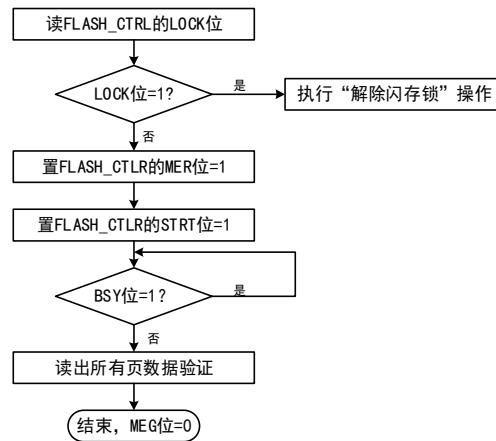 读FLASH_CTRL的LOCK位
LOCK位=1?
是
执行“解除闪存锁”操作
否
置FLASH_CTLR的MER位=1
置FLASH_CTLR的STRT位=1
BSY位=1?
是
否
读出所有页数据验证
结束，MEG位=0